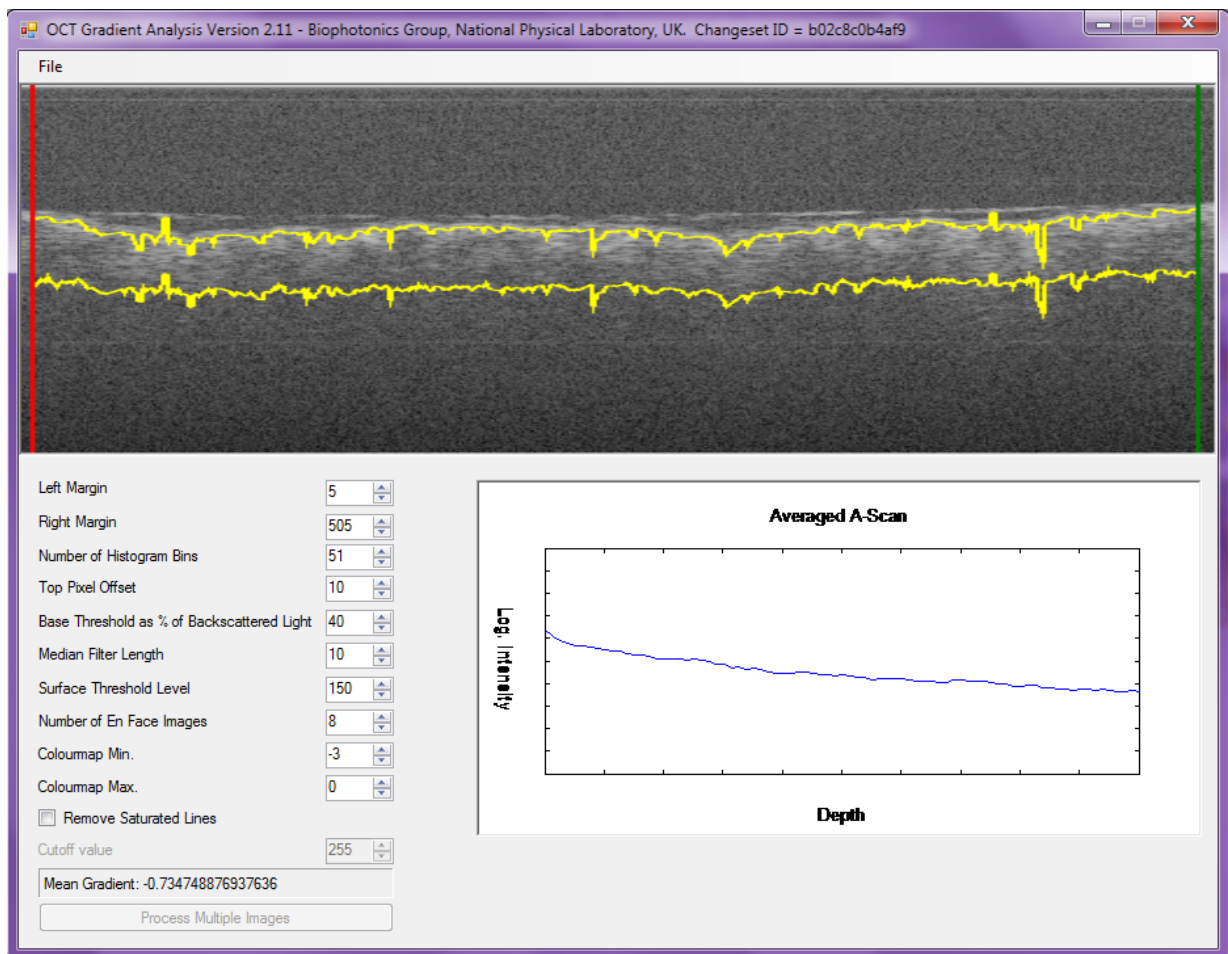 OCT Gradient Analysis Version 2.11 - Biophotonics Group, National Physical Laboratory, UK. Changeset ID = b02c8c0b4af9
File
Left Margin 5
Right Margin 505
Number of Histogram Bins 51
Top Pixel Offset 10
Base Threshold as % of Backscattered Light 40
Median Filter Length 10
Surface Threshold Level 150
Number of En Face Images 8
Colourmap Min. -3
Colourmap Max. 0
Remove Saturated Lines
Cutoff value 255
Mean Gradient: -0.734748876937636
Process Multiple Images
Averaged A-Scan
Log. Intensity
Depth